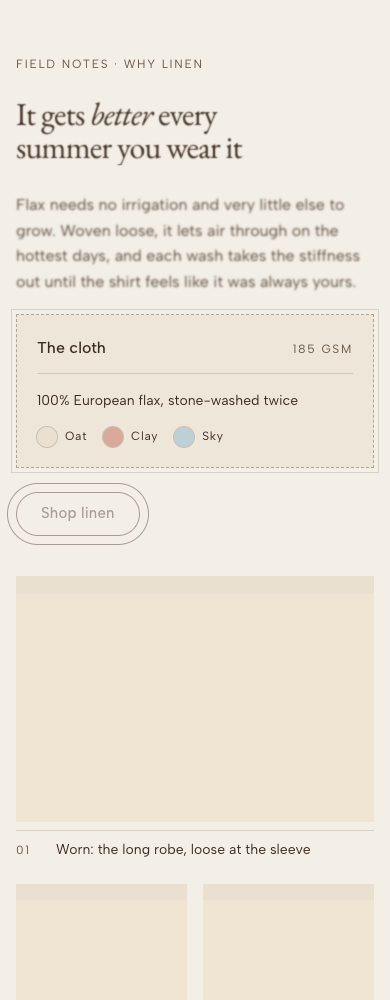 FIELD NOTES · WHY LINEN
It gets better every
summer you wear it
Flax needs no irrigation and very little else to
grow. Woven loose, it lets air through on the
hottest days, and each wash takes the stiffness
out until the shirt feels like it was always yours.
The cloth 185 GSM
100% European flax, stone-washed twice
Oat Clay Sky
Shop linen
01 Worn: the long robe, loose at the sleeve